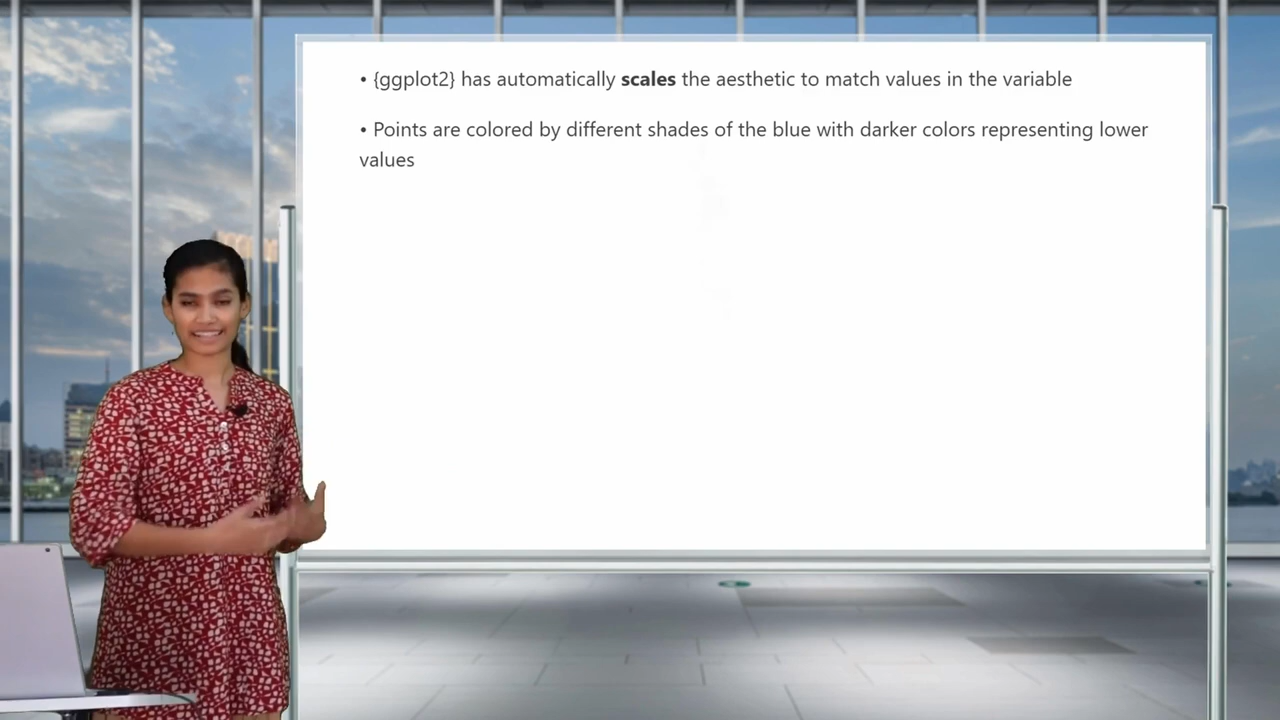 • {ggplot2} has automatically scales the aesthetic to match values in the variable
• Points are colored by different shades of the blue with darker colors representing lower
values